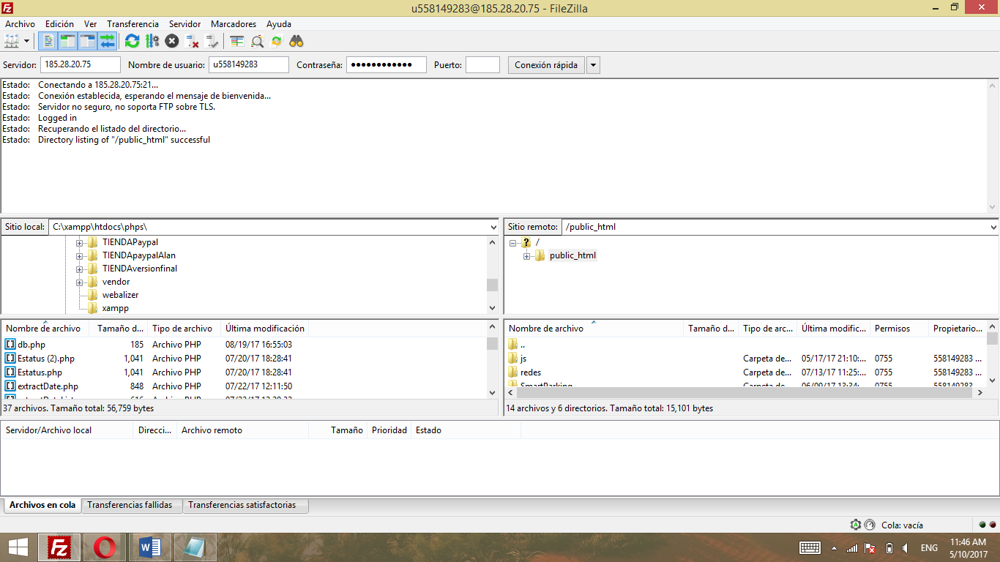 u558149283@185.28.20.75 - FileZilla
Archivo Edición Ver Transferencia Servidor Marcadores Ayuda
Servidor: 185.28.20.75 Nombre de usuario: u558149283 Contraseña: ●●●●●●●●●●●● Puerto: Conexión rápida
Estado: Conectando a 185.28.20.75:21...
Estado: Conexión establecida, esperando el mensaje de bienvenida...
Estado: Servidor no seguro, no soporta FTP sobre TLS.
Estado: Logged in
Estado: Recuperando el listado del directorio...
Estado: Directory listing of "/public_html" successful
Sitio local: C:\xampp\htdocs\phps\
TIENDAPaypal
TIENDApaypalAlan
TIENDAversionfinal
vendor
webalizer
xampp
Sitio remoto: /public_html
/
public_html
Nombre de archivo Tamaño d... Tipo de archivo Última modificación
db.php 185 Archivo PHP 08/19/17 16:55:03
Estatus (2).php 1,041 Archivo PHP 07/20/17 18:28:41
Estatus.php 1,041 Archivo PHP 07/20/17 18:28:41
extractDate.php 848 Archivo PHP 07/22/17 12:11:50
37 archivos. Tamaño total: 56,759 bytes
Nombre de archivo Tamaño d... Tipo de arc... Última modific... Permisos Propietario...
..
js Carpeta de... 05/17/17 21:10:... 0755 558149283 ...
redes Carpeta de... 07/13/17 11:25:... 0755 558149283 ...
SmartParking Carpeta de... 06/09/17 13:34... 0755 558149283 ...
14 archivos y 6 directorios. Tamaño total: 15,101 bytes
Servidor/Archivo local Direcci... Archivo remoto Tamaño Prioridad Estado
Archivos en cola Transferencias fallidas Transferencias satisfactorias
Cola: vacía
ENG 11:46 AM
5/10/2017